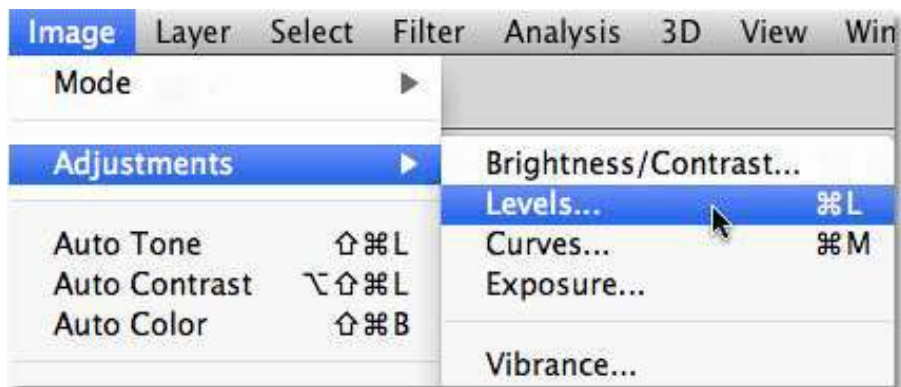 Image Layer Select Filter Analysis 3D View Win
Mode
Adjustments
Auto Tone ⇧⌘L
Auto Contrast ⌥⇧⌘L
Auto Color ⇧⌘B
Brightness/Contrast...
Levels... ⌘L
Curves... ⌘M
Exposure...
Vibrance...